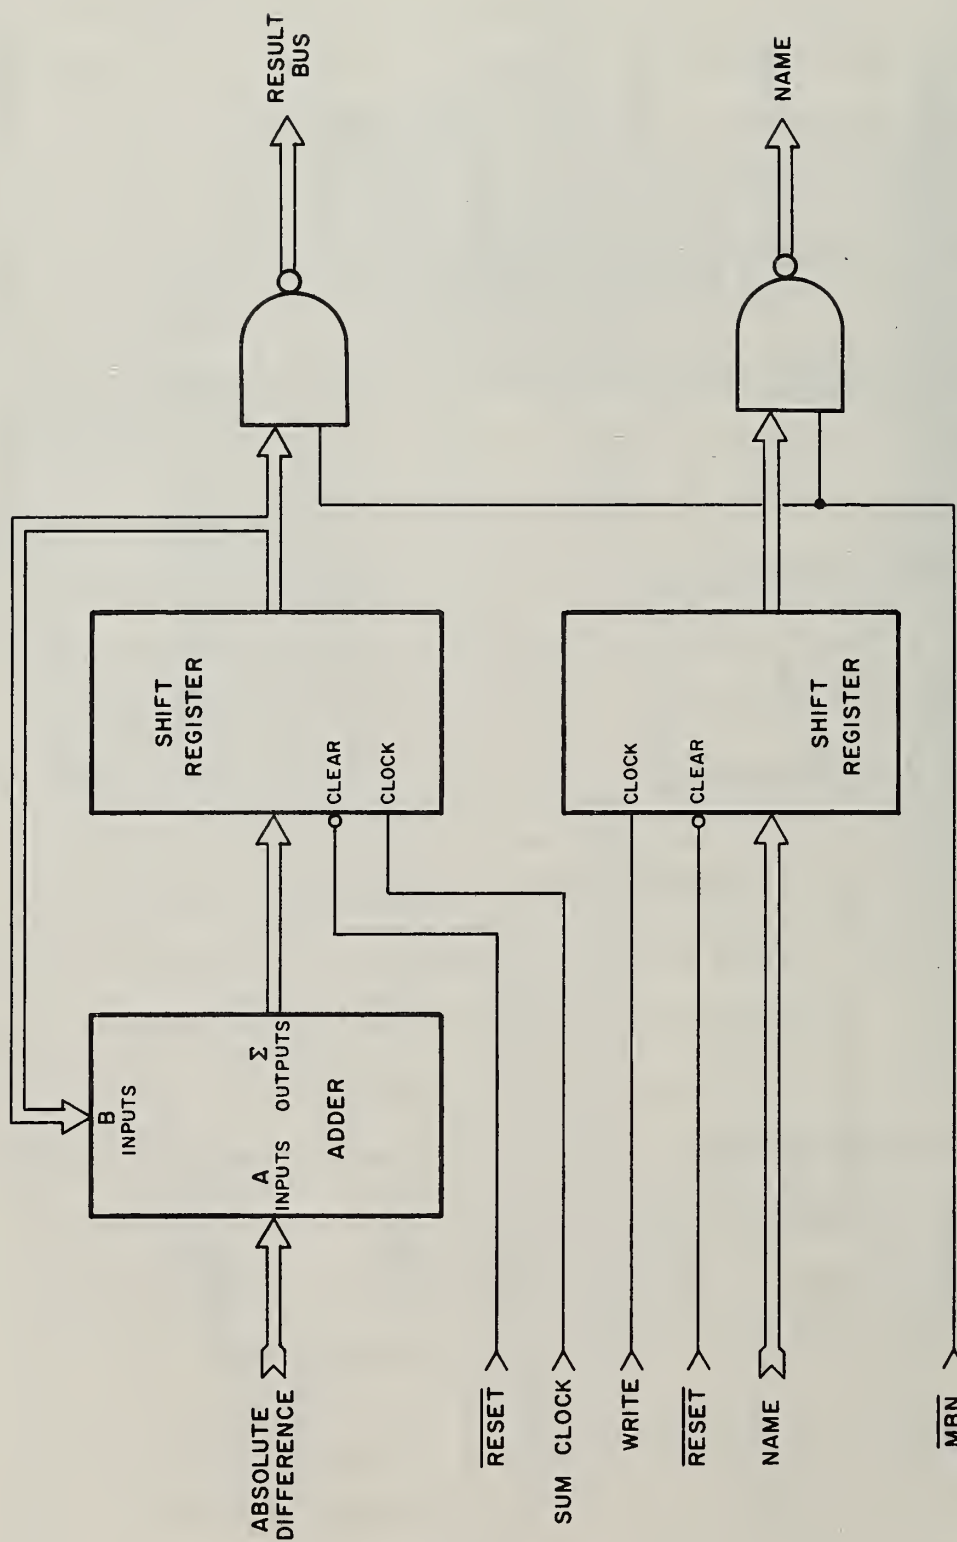 ABSOLUTE
DIFFERENCE
B
INPUTS
A
INPUTS
Σ
OUTPUTS
ADDER
SHIFT
REGISTER
CLEAR
CLOCK
RESULT
BUS
RESET
SUM CLOCK
WRITE
RESET
NAME
CLOCK
CLEAR
SHIFT
REGISTER
NAME